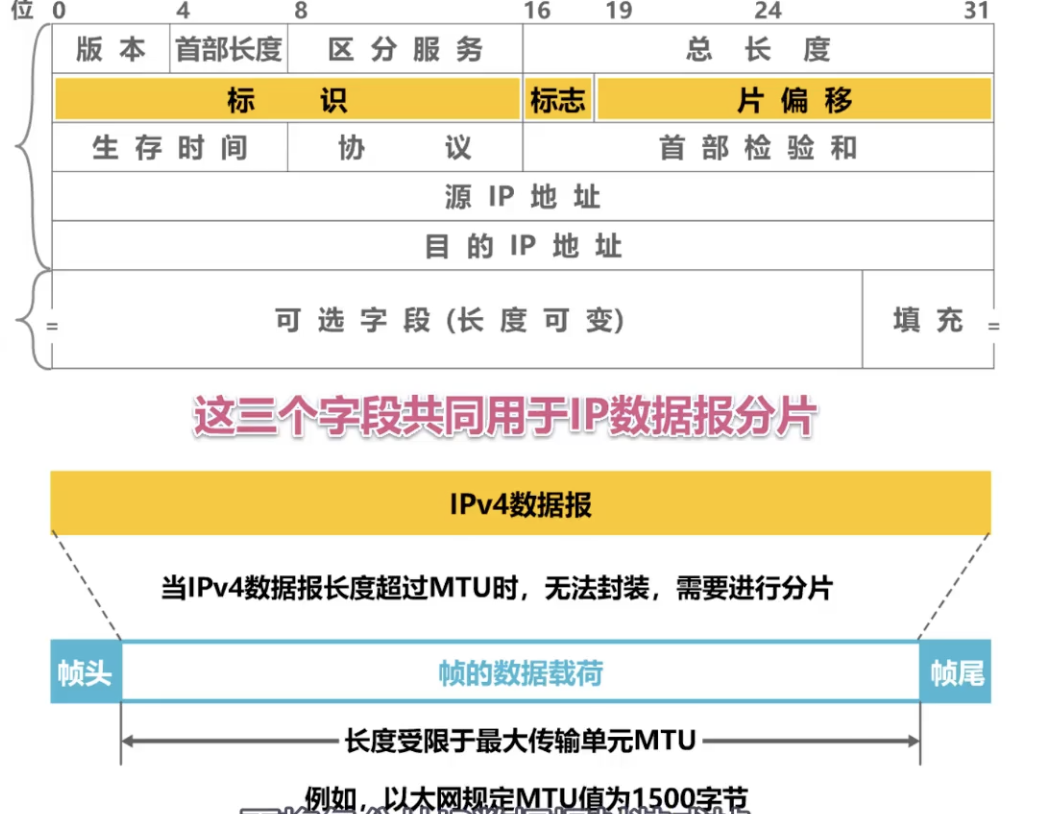 位 0 4 8 16 19 24 31
版 本 首部长度 区 分 服 务 总 长 度
标 识 标志 片 偏 移
生 存 时 间 协 议 首 部 检 验 和
源 IP 地 址
目 的 IP 地 址
可 选 字 段 (长 度 可 变) 填 充
这三个字段共同用于IP数据报分片
IPv4数据报
当IPv4数据报长度超过MTU时，无法封装，需要进行分片
帧头 帧的数据载荷 帧尾
长度受限于最大传输单元MTU
例如，以太网规定MTU值为1500字节